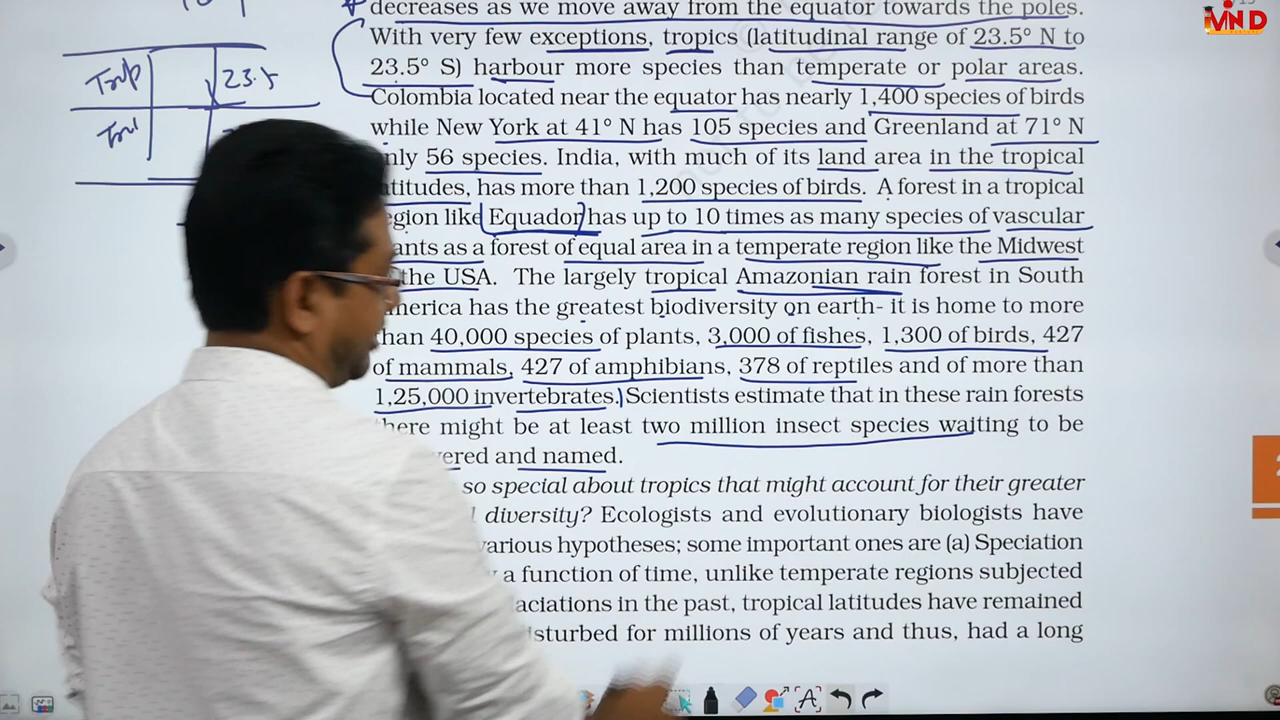 decreases as we move away from the equator towards the poles.
With very few exceptions, tropics (latitudinal range of 23.5° N to
23.5° S) harbour more species than temperate or polar areas.
Colombia located near the equator has nearly 1,400 species of birds
while New York at 41° N has 105 species and Greenland at 71° N
nly 56 species. India, with much of its land area in the tropical
titudes, has more than 1,200 species of birds. A forest in a tropical
egion like Equador has up to 10 times as many species of vascular
ants as a forest of equal area in a temperate region like the Midwest
the USA. The largely tropical Amazonian rain forest in South
merica has the greatest biodiversity on earth- it is home to more
han 40,000 species of plants, 3,000 of fishes, 1,300 of birds, 427
of mammals, 427 of amphibians, 378 of reptiles and of more than
1,25,000 invertebrates. Scientists estimate that in these rain forests
here might be at least two million insect species waiting to be
ered and named.
so special about tropics that might account for their greater
diversity? Ecologists and evolutionary biologists have
various hypotheses; some important ones are (a) Speciation
a function of time, unlike temperate regions subjected
aciations in the past, tropical latitudes have remained
sturbed for millions of years and thus, had a long
Trop 23.5
MIND